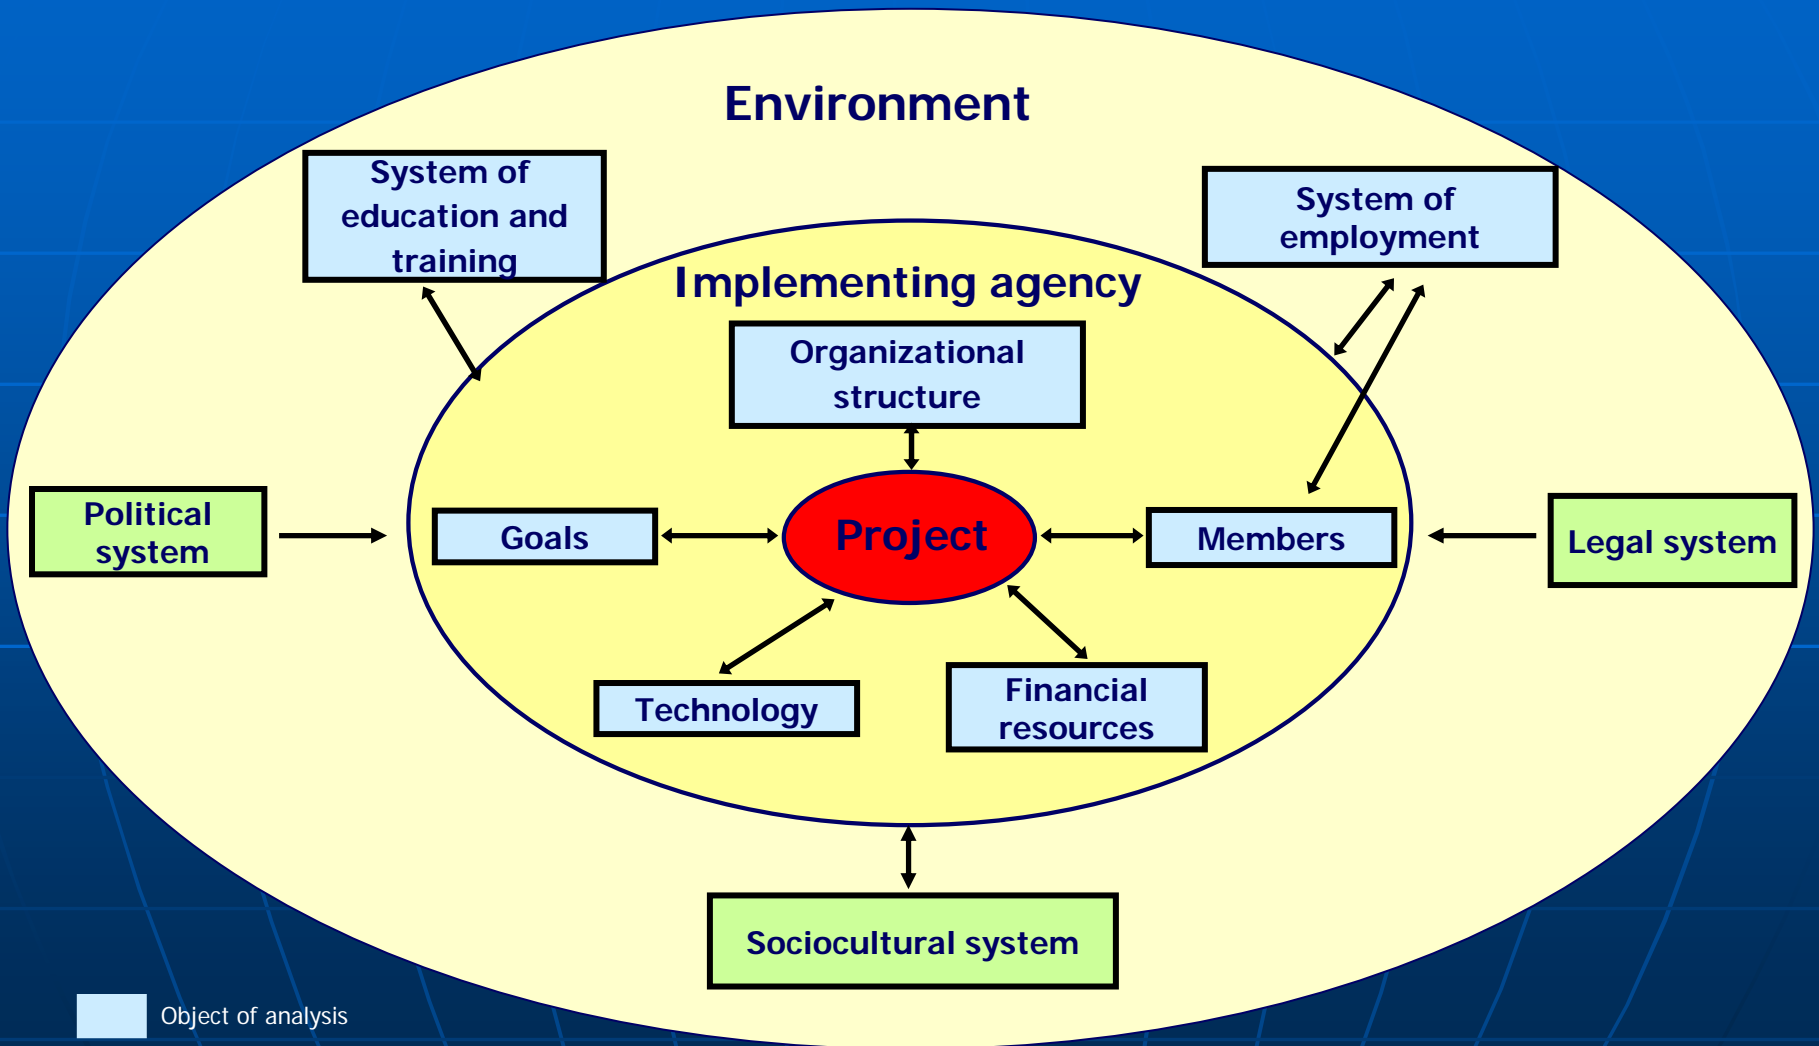 Environment
System of
education and
training
System of
employment
Implementing agency
Organizational
structure
Political
system
Goals
Project
Members
Legal system
Technology
Financial
resources
Sociocultural system
Object of analysis